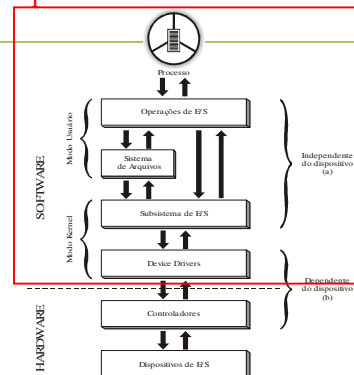 Processo
Operações de E/S
Modo Usuário
Sistema
de Arquivos
SOFTWARE
Independente
do dispositivo
(a)
Subsistema de E/S
Modo Kernel
Device Drivers
Dependente
do dispositivo
(b)
Controladores
HARDWARE
Dispositivos de E/S